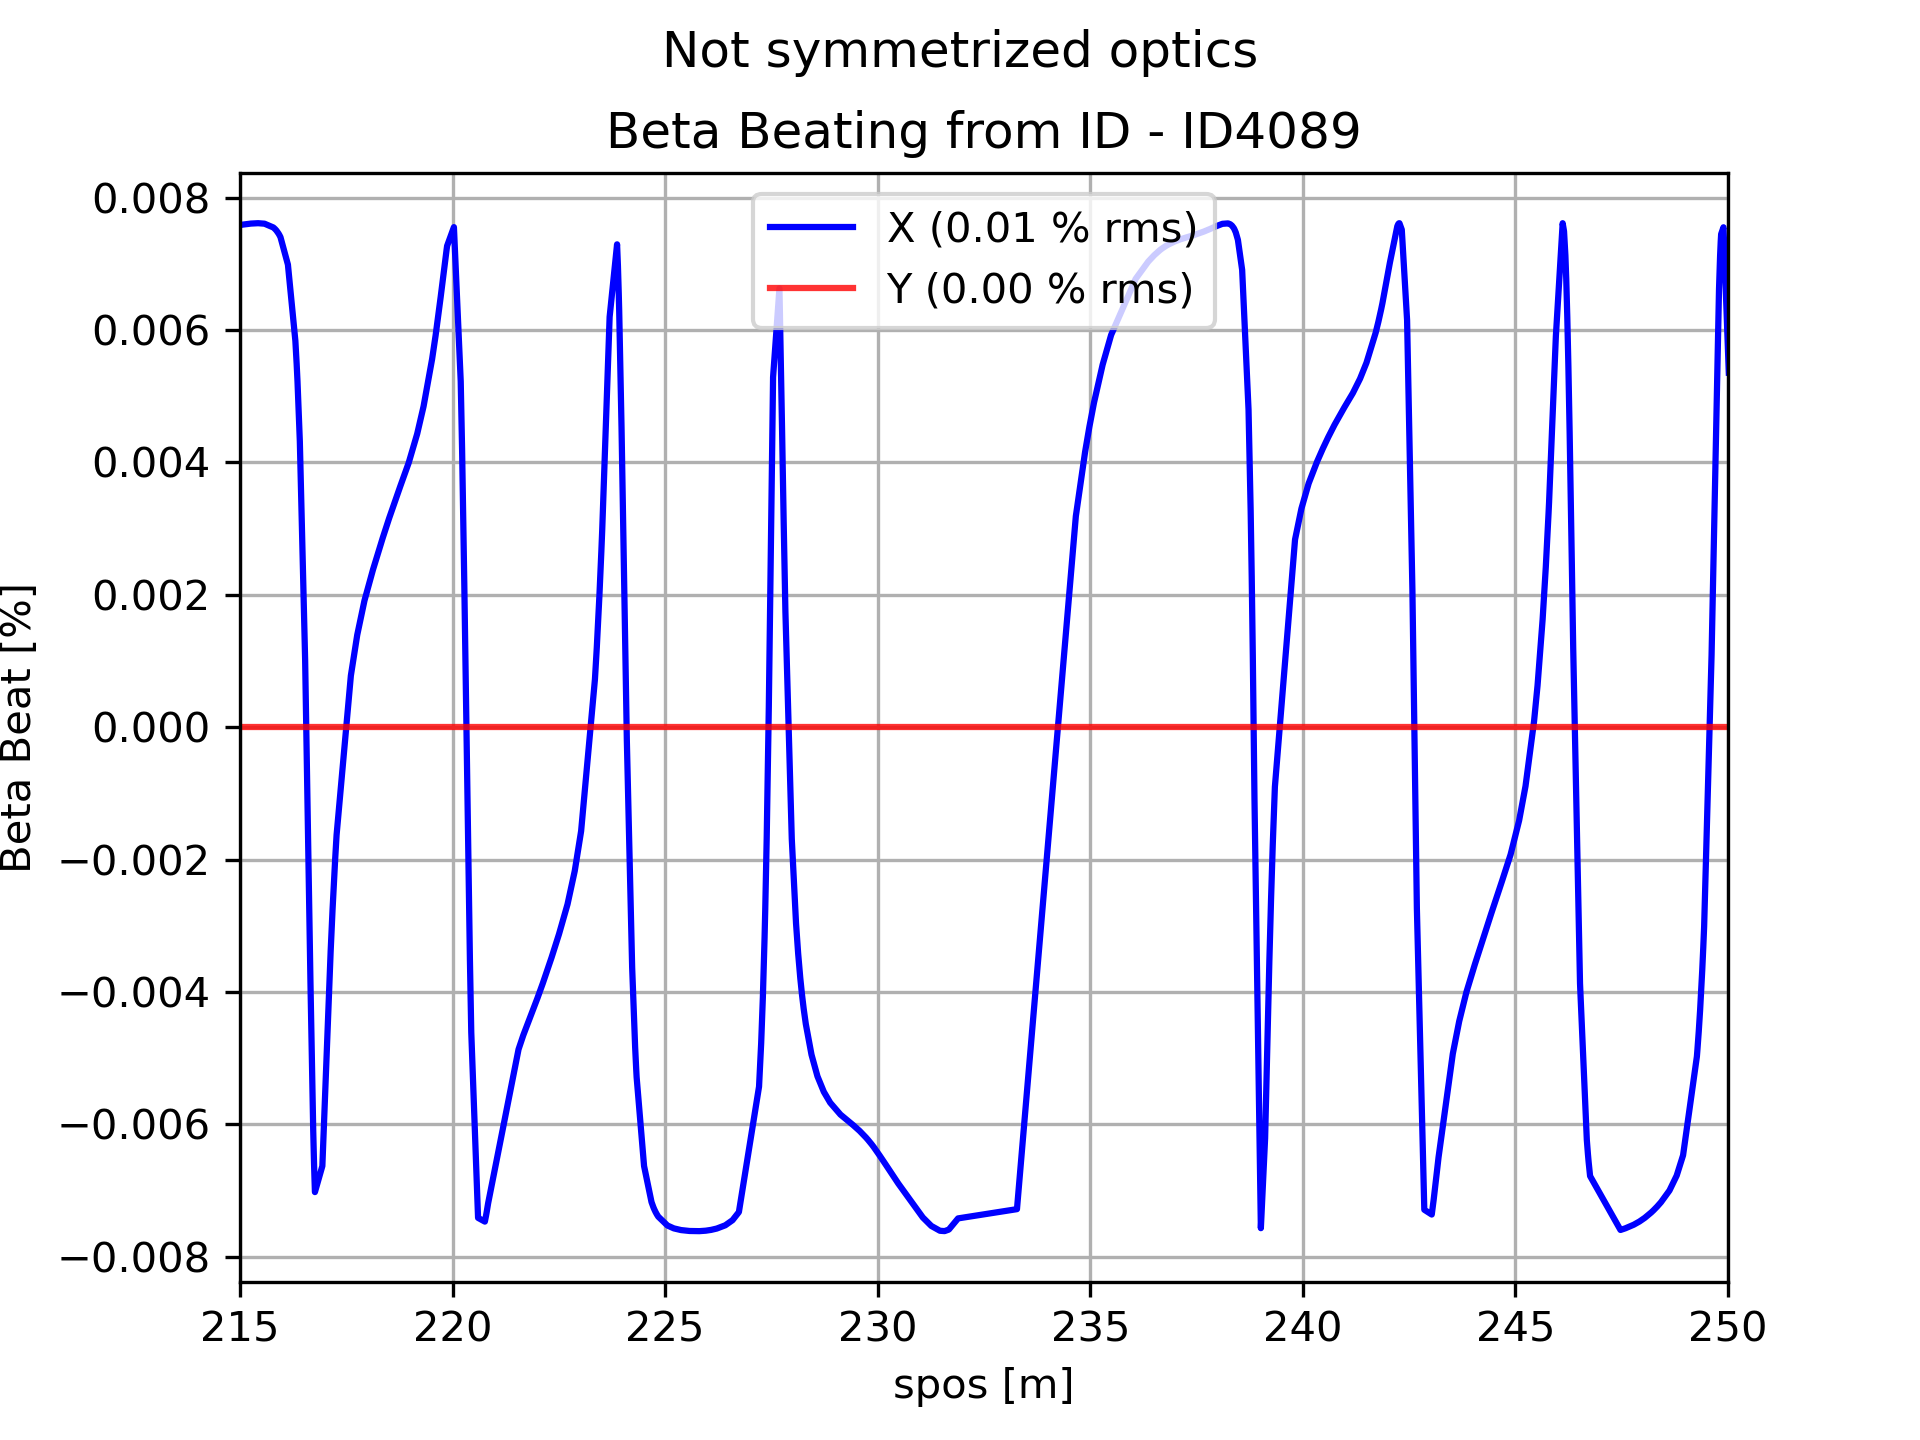 Not symmetrized optics
Beta Beating from ID - ID4089
X (0.01 % rms)
Y (0.00 % rms)
Beta Beat [%]
0.008
0.006
0.004
0.002
0.000
−0.002
−0.004
−0.006
−0.008
215 220 225 230 235 240 245 250
spos [m]